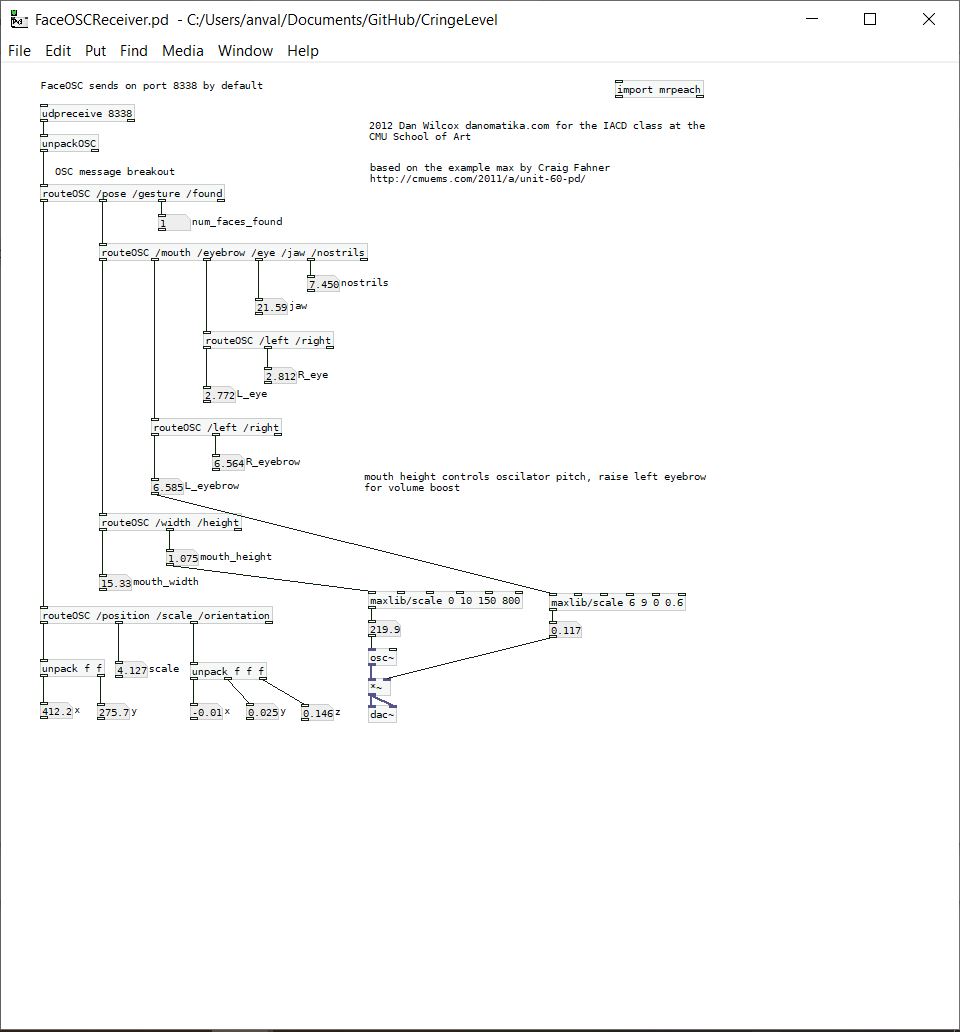 FaceOSCReceiver.pd - C:/Users/anval/Documents/GitHub/CringeLevel
File Edit Put Find Media Window Help
FaceOSC sends on port 8338 by default
import mrpeach
udpreceive 8338
2012 Dan Wilcox danomatika.com for the IACD class at the
CMU School of Art
unpackOSC
OSC message breakout
based on the example max by Craig Fahner
http://cmuems.com/2011/a/unit-60-pd/
routeOSC /pose /gesture /found
1 num_faces_found
routeOSC /mouth /eyebrow /eye /jaw /nostrils
7.450 nostrils
21.59 jaw
routeOSC /left /right
2.812 R_eye
2.772 L_eye
routeOSC /left /right
6.564 R_eyebrow
6.585 L_eyebrow
mouth height controls oscilator pitch, raise left eyebrow
for volume boost
routeOSC /width /height
1.075 mouth_height
15.33 mouth_width
maxlib/scale 0 10 150 800
maxlib/scale 6 9 0 0.6
routeOSC /position /scale /orientation
219.9
0.117
osc~
unpack f f
4.127 scale
unpack f f f
*~
412.2 x
275.7 y
-0.01 x
0.025 y
0.146 z
dac~